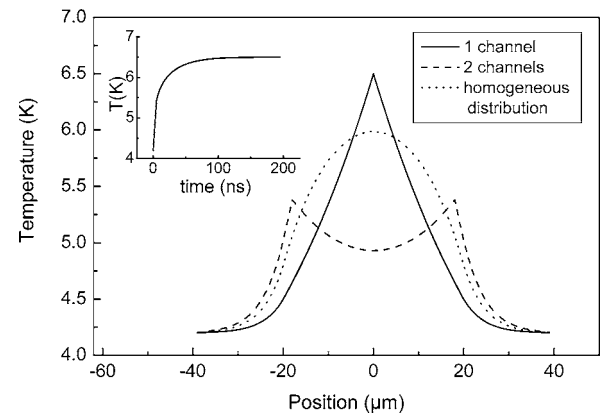 7.0
6.5
6.0
5.5
5.0
4.5
4.0
Temperature (K)
-60
-40
-20
0
20
40
Position (µm)
7
6
5
4
T(K)
0
100
200
time (ns)
1 channel
2 channels
homogeneous
distribution